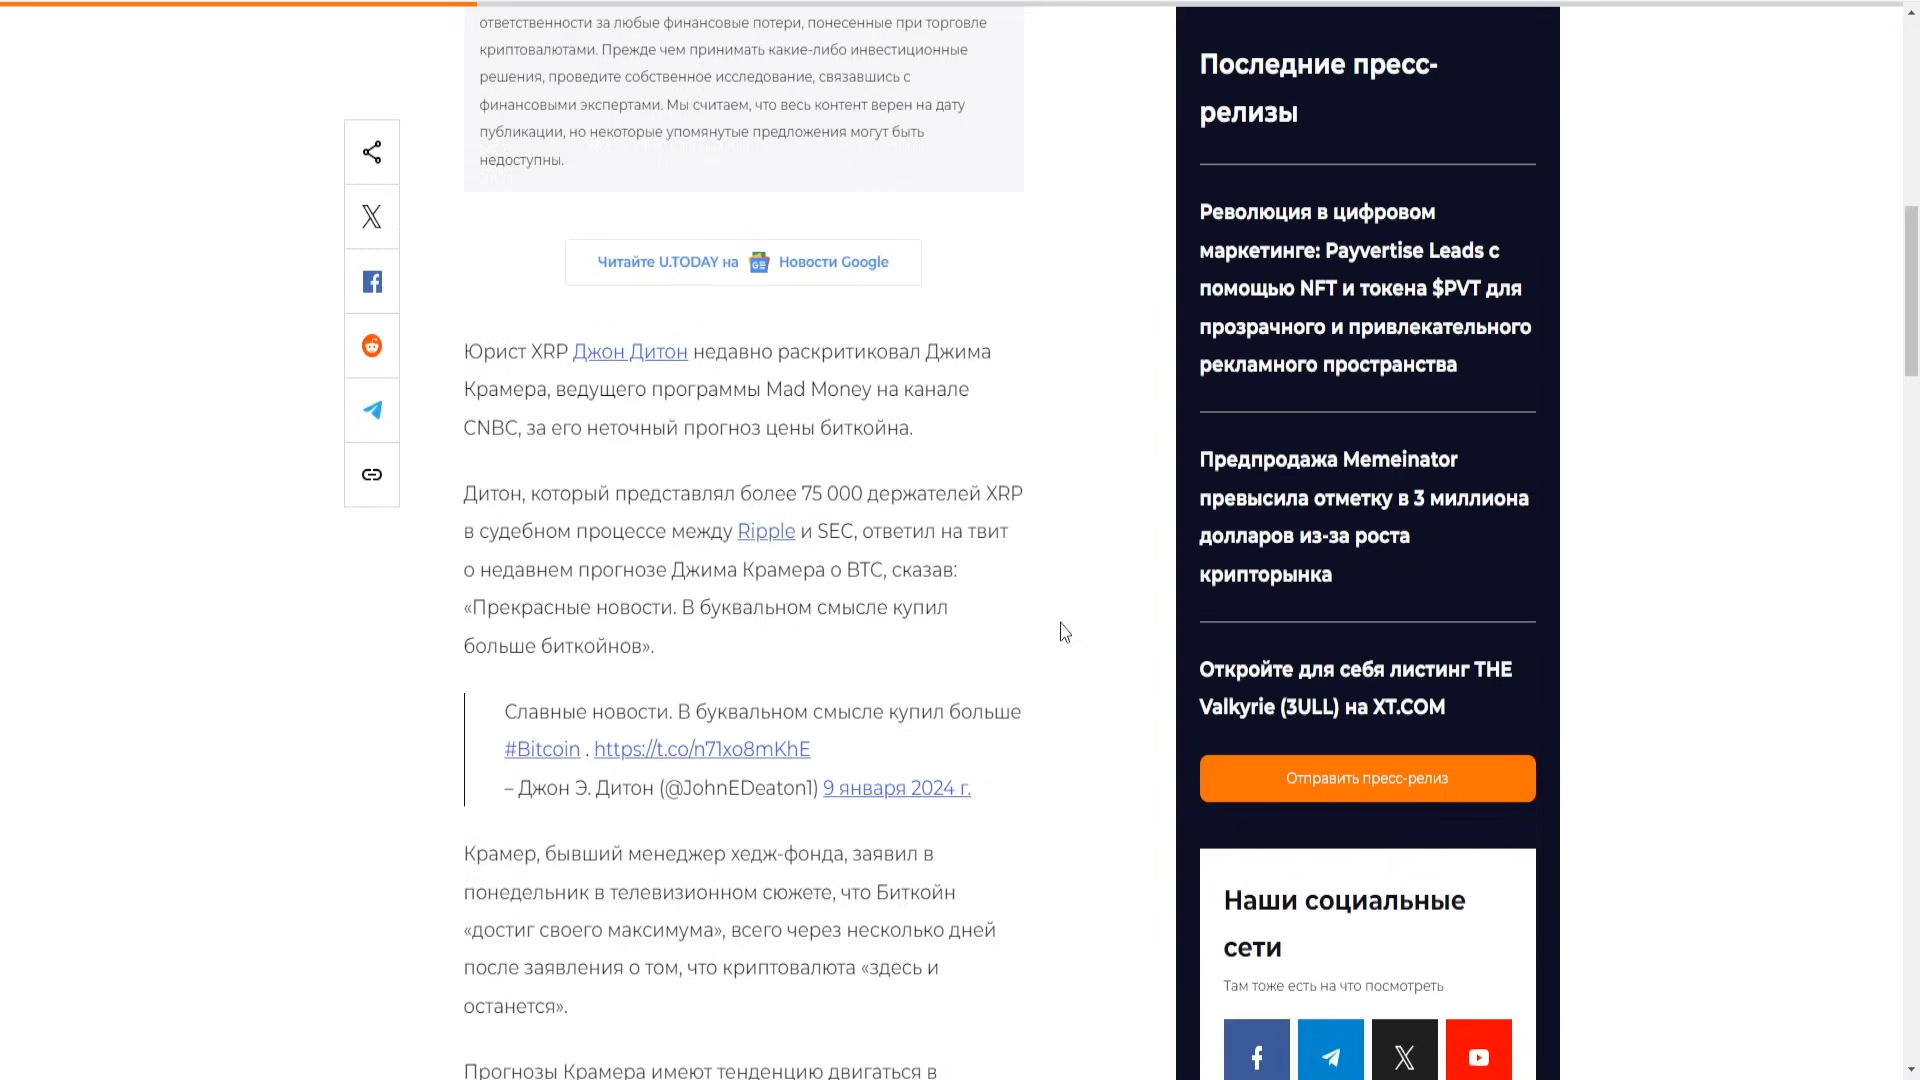 ответственности за любые финансовые потери, понесенные при торговле
криптовалютами. Прежде чем принимать какие-либо инвестиционные
решения, проведите собственное исследование, связавшись с
финансовыми экспертами. Мы считаем, что весь контент верен на дату
публикации, но некоторые упомянутые предложения могут быть
недоступны.
Читайте U.TODAY на Новости Google
Юрист XRP Джон Дитон недавно раскритиковал Джима
Крамера, ведущего программы Mad Money на канале
CNBC, за его неточный прогноз цены биткойна.
Дитон, который представлял более 75 000 держателей XRP
в судебном процессе между Ripple и SEC, ответил на твит
о недавнем прогнозе Джима Крамера о BTC, сказав:
«Прекрасные новости. В буквальном смысле купил
больше биткойнов».
Славные новости. В буквальном смысле купил больше
#Bitcoin . https://t.co/n71xo8mKhE
– Джон Э. Дитон (@JohnEDeaton1) 9 января 2024 г.
Крамер, бывший менеджер хедж-фонда, заявил в
понедельник в телевизионном сюжете, что Биткойн
«достиг своего максимума», всего через несколько дней
после заявления о том, что криптовалюта «здесь и
останется».
Прогнозы Крамера имеют тенденцию двигаться в
Последние пресс-
релизы
Революция в цифровом
маркетинге: Payvertise Leads с
помощью NFT и токена $PVT для
прозрачного и привлекательного
рекламного пространства
Предпродажа Memeinator
превысила отметку в 3 миллиона
долларов из-за роста
крипторынка
Откройте для себя листинг THE
Valkyrie (3ULL) на XT.COM
Отправить пресс-релиз
Наши социальные
сети
Там тоже есть на что посмотреть